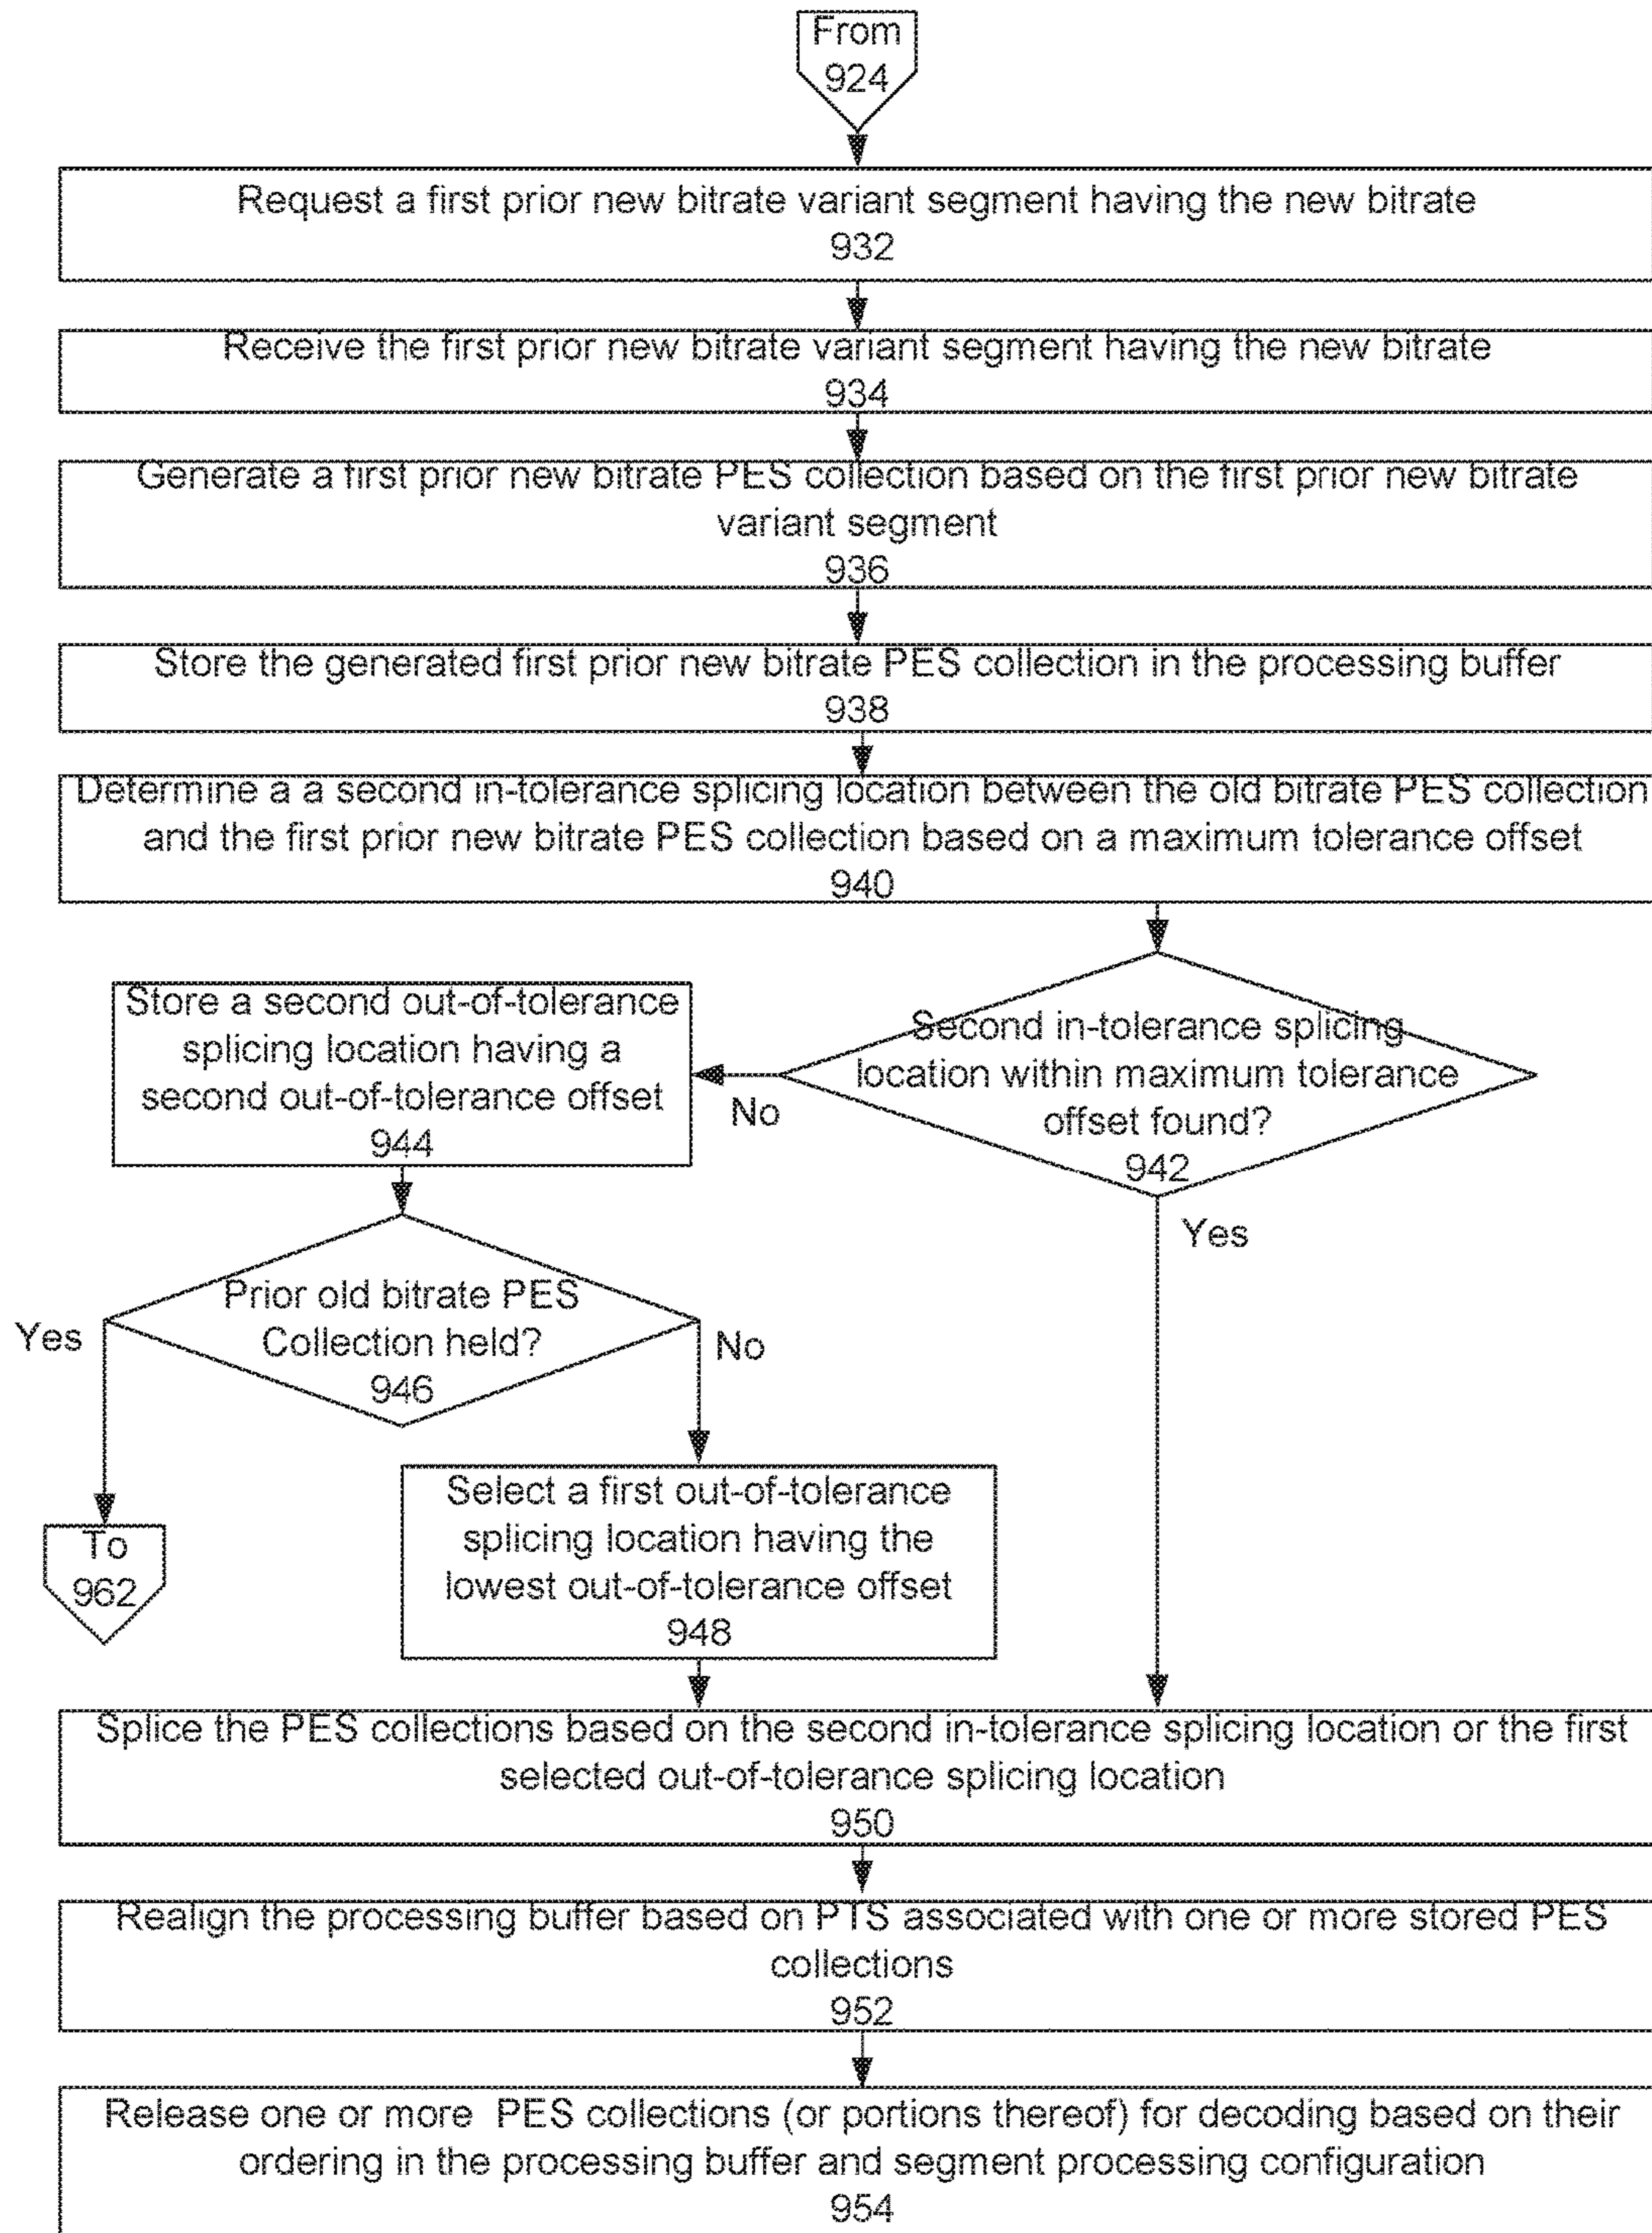 From
924
Request a first prior new bitrate variant segment having the new bitrate
932
Receive the first prior new bitrate variant segment having the new bitrate
934
Generate a first prior new bitrate PES collection based on the first prior new bitrate
variant segment
936
Store the generated first prior new bitrate PES collection in the processing buffer
938
Determine a a second in-tolerance splicing location between the old bitrate PES collection
and the first prior new bitrate PES collection based on a maximum tolerance offset
940
Second in-tolerance splicing
location within maximum tolerance
offset found?
942
No
Yes
Store a second out-of-tolerance
splicing location having a
second out-of-tolerance offset
944
Prior old bitrate PES
Collection held?
946
Yes
No
To
962
Select a first out-of-tolerance
splicing location having the
lowest out-of-tolerance offset
948
Splice the PES collections based on the second in-tolerance splicing location or the first
selected out-of-tolerance splicing location
950
Realign the processing buffer based on PTS associated with one or more stored PES
collections
952
Release one or more PES collections (or portions thereof) for decoding based on their
ordering in the processing buffer and segment processing configuration
954